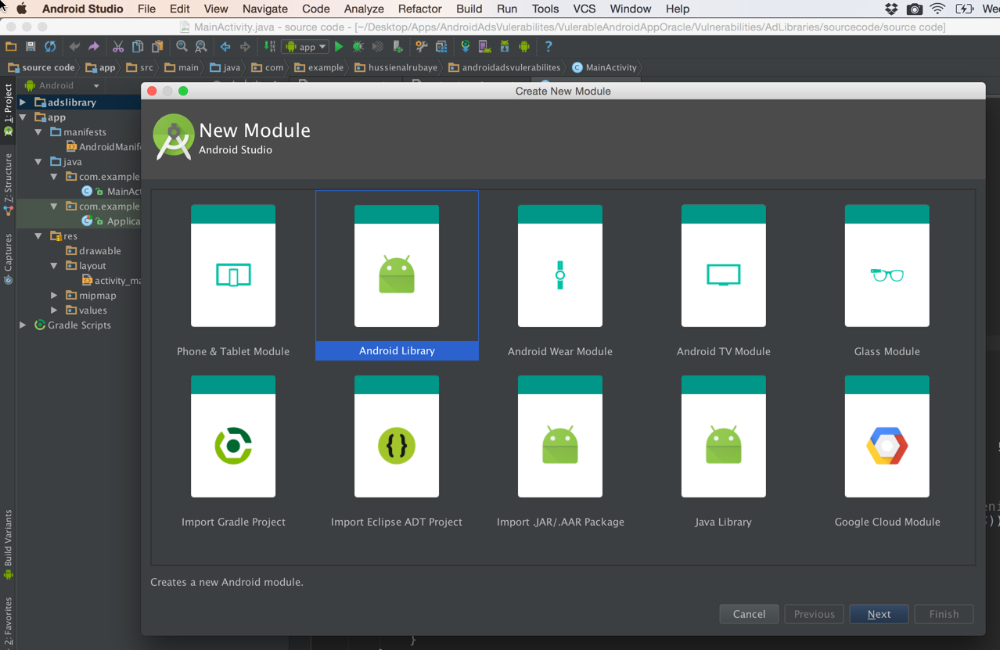 Android Studio File Edit View Navigate Code Analyze Refactor Build Run Tools VCS Window Help We
MainActivity.java - source code - [~/Desktop/Apps/AndroidAdsVulerabilites/VulerableAndroidAppOracle/Vulnerabilities/AdLibraries/sourcecode/source code]
app ?
source code app src main java com example hussienalrubaye androidadsvulerabilites MainActivity
1: Project
Z: Structure
Captures
Build Variants
2: Favorites
Android
adslibrary
app
manifests
AndroidManif
java
com.example
MainAct
com.example
Applica
res
drawable
layout
activity_ma
mipmap
values
Gradle Scripts
Create New Module
New Module
Android Studio
Phone & Tablet Module Android Library Android Wear Module Android TV Module Glass Module
{}
Import Gradle Project Import Eclipse ADT Project Import .JAR/.AAR Package Java Library Google Cloud Module
Creates a new Android module.
Cancel Previous Next Finish
}